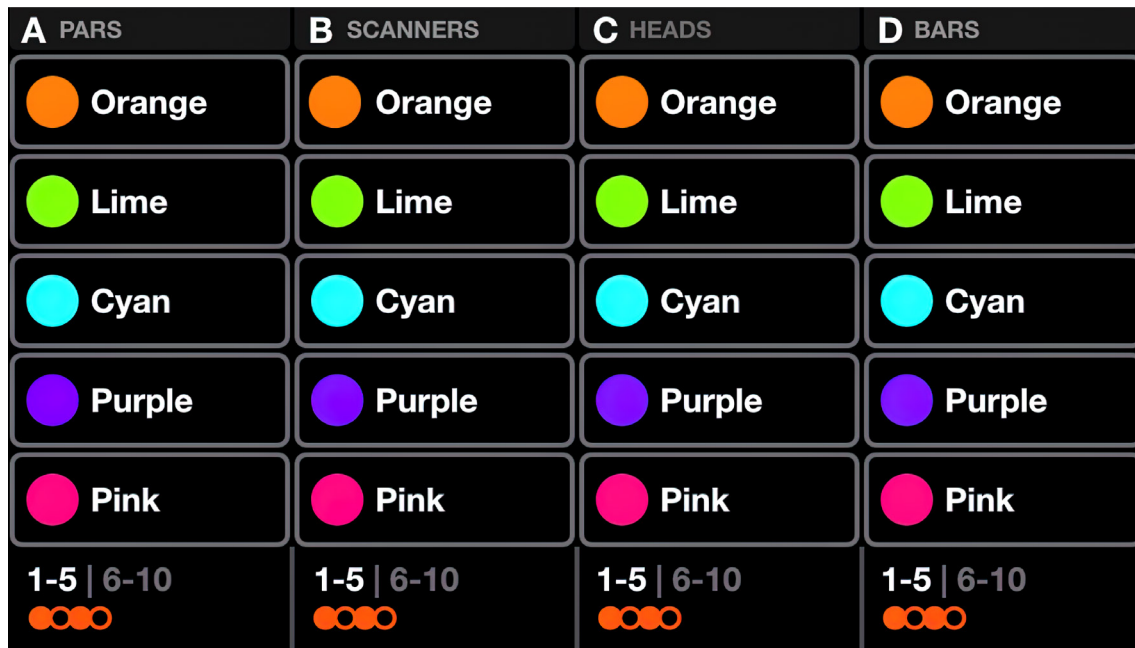 A PARS B SCANNERS C HEADS D BARS
Orange Orange Orange Orange
Lime Lime Lime Lime
Cyan Cyan Cyan Cyan
Purple Purple Purple Purple
Pink Pink Pink Pink
1-5 | 6-10 1-5 | 6-10 1-5 | 6-10 1-5 | 6-10